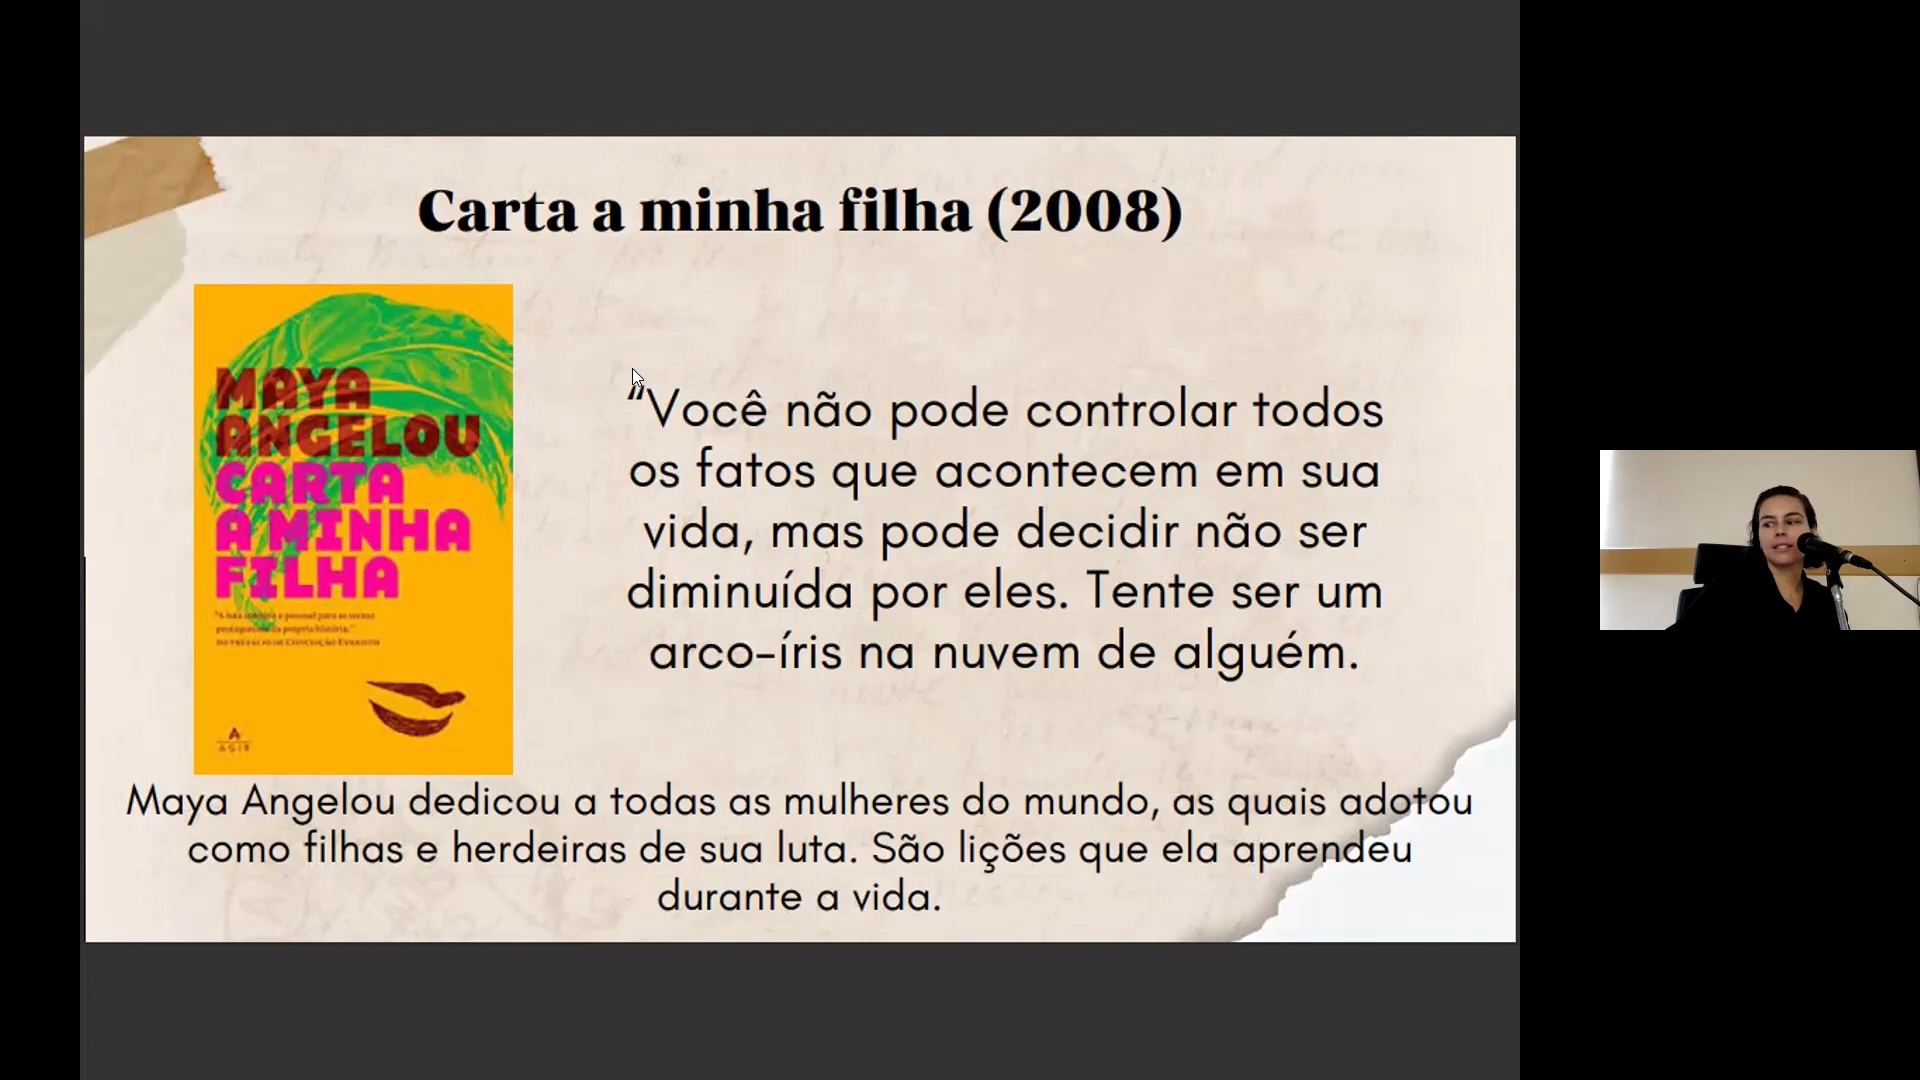 Carta a minha filha (2008)
MAYA
ANGELOU
CARTA
A MINHA
FILHA
AGIR
“Você não pode controlar todos
os fatos que acontecem em sua
vida, mas pode decidir não ser
diminuída por eles. Tente ser um
arco-íris na nuvem de alguém.
Maya Angelou dedicou a todas as mulheres do mundo, as quais adotou
como filhas e herdeiras de sua luta. São lições que ela aprendeu
durante a vida.